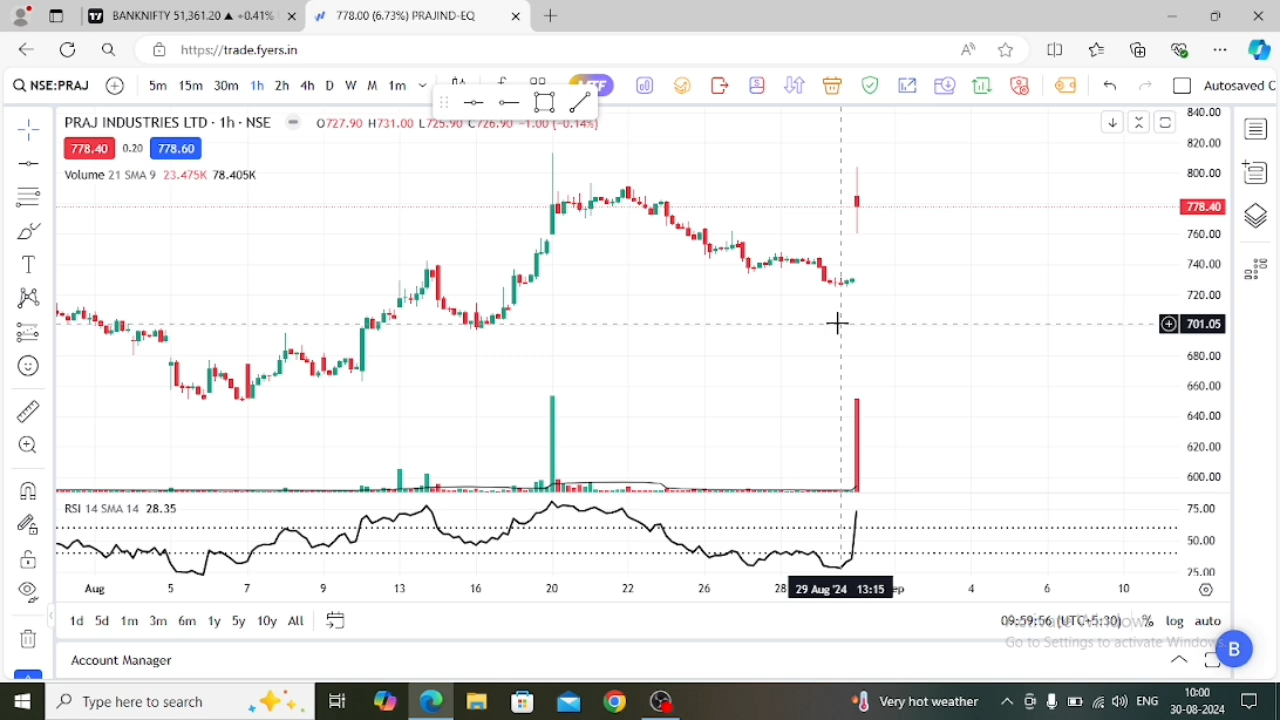 BANKNIFTY 51,361.20 ▲ +0.41%
778.00 (6.73%) PRAJIND-EQ
https://trade.fyers.in
NSE:PRAJ 5m 15m 30m 1h 2h 4h D W M 1m Autosaved C
PRAJ INDUSTRIES LTD · 1h · NSE O727.90 H731.00 L725.90 C726.90 −1.00 (−0.14%)
778.40 0.20 778.60
Volume 21 SMA 9 23.475K 78.405K
840.00
820.00
800.00
778.40
760.00
740.00
720.00
701.05
680.00
660.00
640.00
620.00
600.00
RSI 14 SMA 14 28.35
75.00
50.00
25.00
Aug 5 7 9 13 16 20 22 26 28 29 Aug '24 13:15 ep 4 6 10
1d 5d 1m 3m 6m 1y 5y 10y All 09:59:56 (UTC+5:30) % log auto
Activate Windows
Go to Settings to activate Windows.
B
Account Manager
Type here to search Very hot weather ENG 10:00
30-08-2024